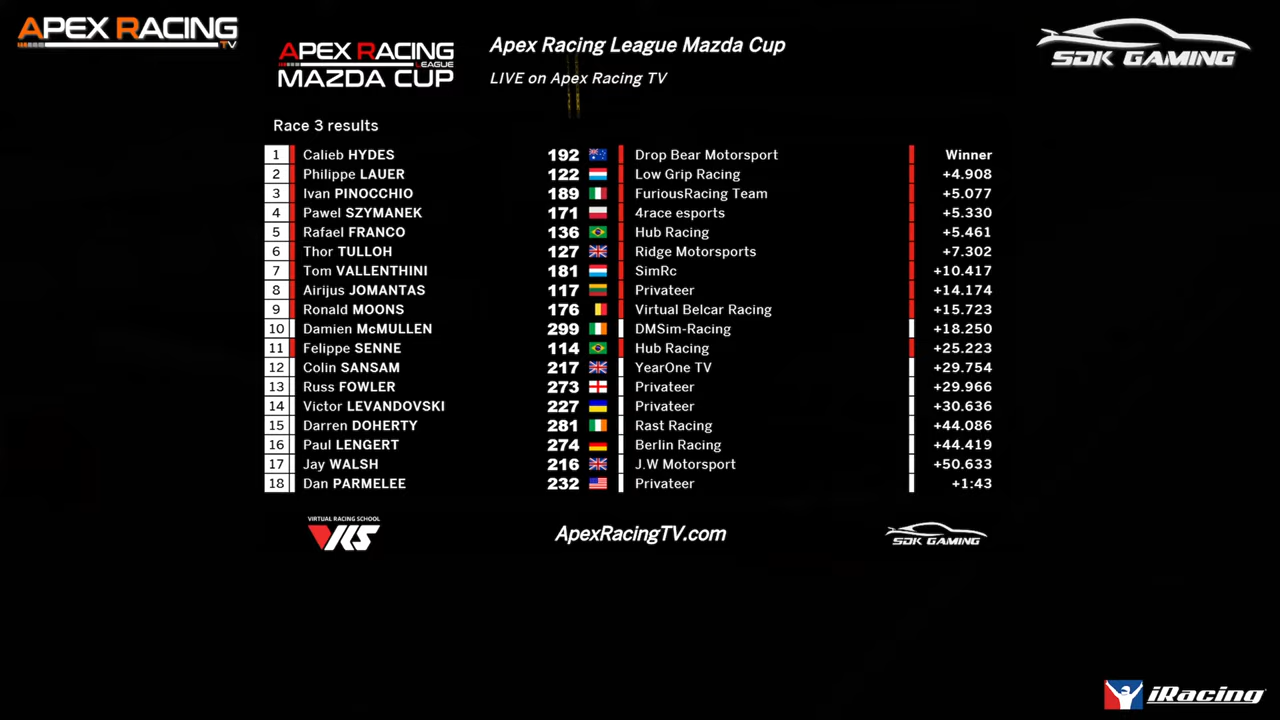 APEX RACING TV
APEX RACING LEAGUE MAZDA CUP
Apex Racing League Mazda Cup
LIVE on Apex Racing TV
SDK GAMING
Race 3 results
1 Calieb HYDES 192 Drop Bear Motorsport Winner
2 Philippe LAUER 122 Low Grip Racing +4.908
3 Ivan PINOCCHIO 189 FuriousRacing Team +5.077
4 Pawel SZYMANEK 171 4race esports +5.330
5 Rafael FRANCO 136 Hub Racing +5.461
6 Thor TULLOH 127 Ridge Motorsports +7.302
7 Tom VALLENTHINI 181 SimRc +10.417
8 Airijus JOMANTAS 117 Privateer +14.174
9 Ronald MOONS 176 Virtual Belcar Racing +15.723
10 Damien McMULLEN 299 DMSim-Racing +18.250
11 Felippe SENNE 114 Hub Racing +25.223
12 Colin SANSAM 217 YearOne TV +29.754
13 Russ FOWLER 273 Privateer +29.966
14 Victor LEVANDOVSKI 227 Privateer +30.636
15 Darren DOHERTY 281 Rast Racing +44.086
16 Paul LENGERT 274 Berlin Racing +44.419
17 Jay WALSH 216 J.W Motorsport +50.633
18 Dan PARMELEE 232 Privateer +1:43
VIRTUAL RACING SCHOOL
VRS
ApexRacingTV.com
SDK GAMING
iRacing